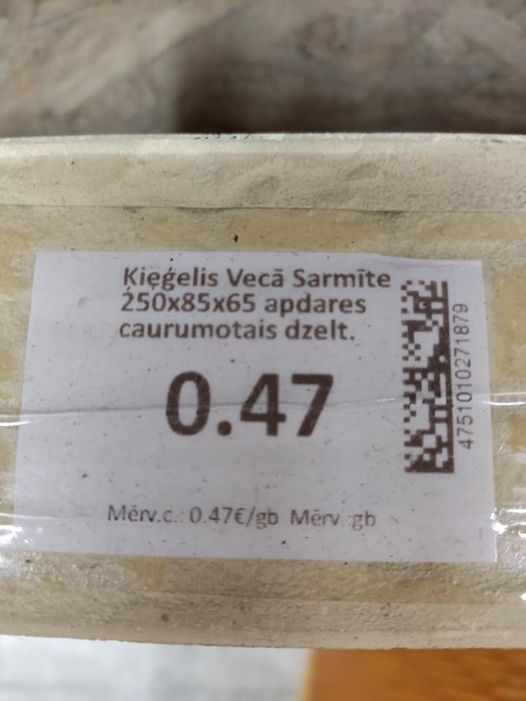 Ķieģelis Vecā Sarmīte
250x85x65 apdares
caurumotais dzelt.
0.47
Mērv.c.: 0.47€/gb Mērv.:gb
4751010271879